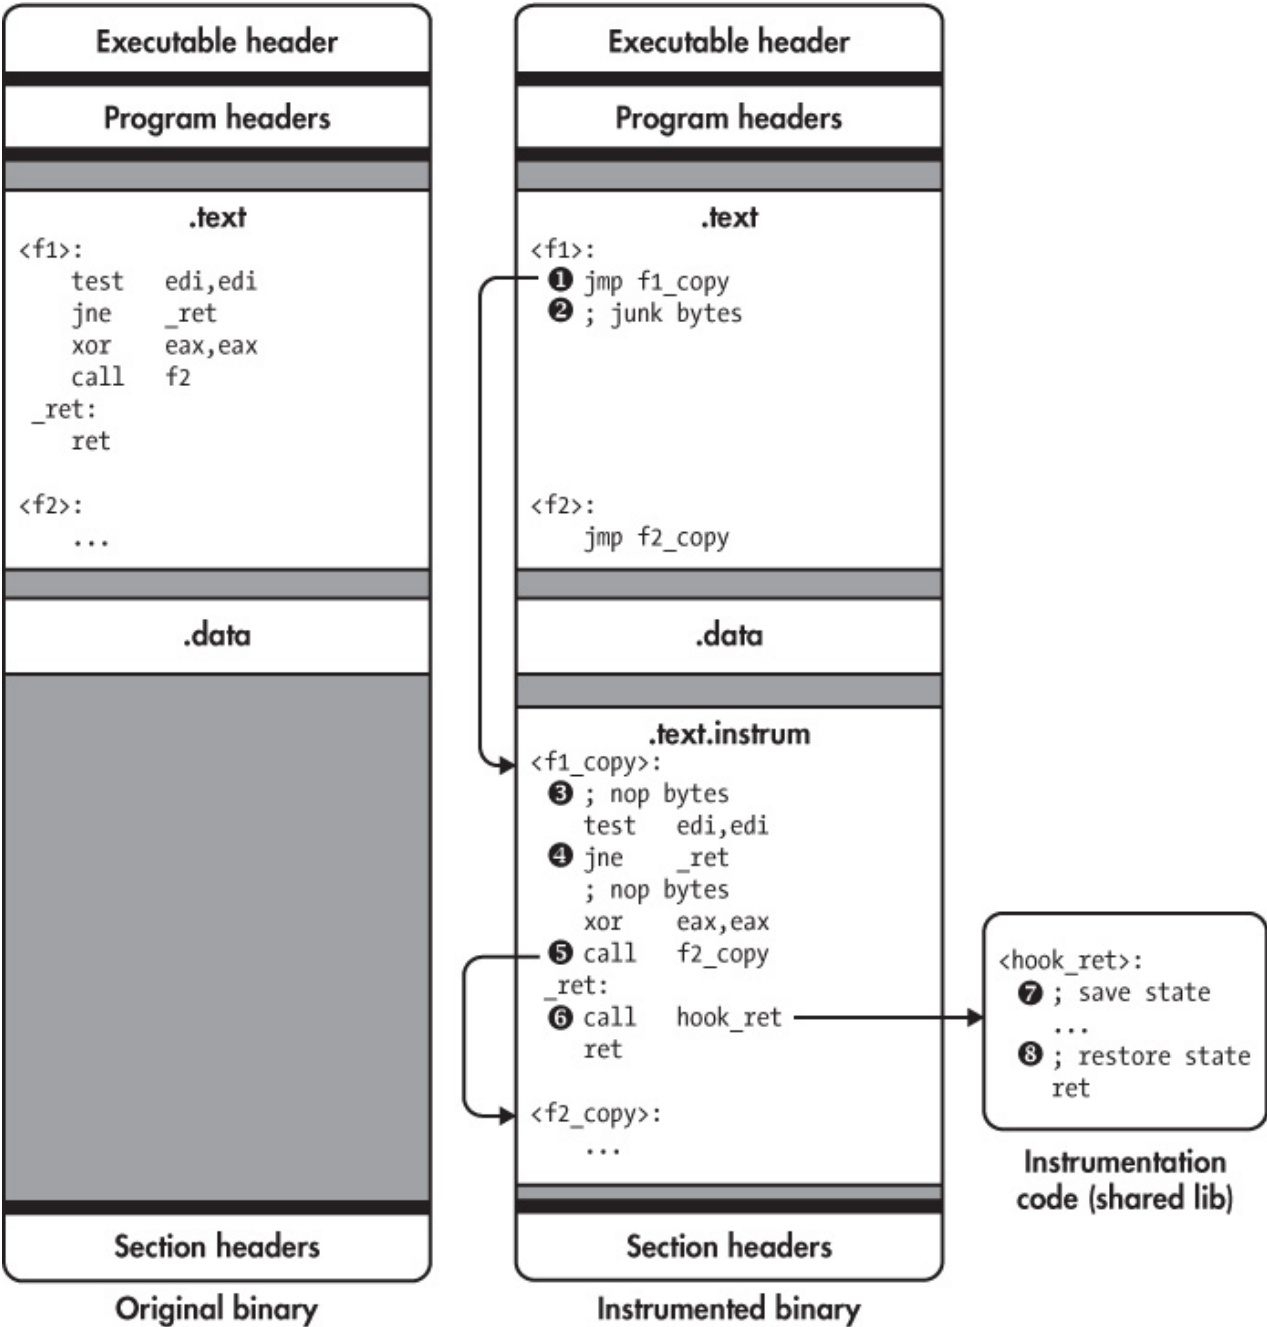 Executable header
Program headers
.text
<f1>:
test edi,edi
jne _ret
xor eax,eax
call f2
_ret:
ret
<f2>:
...
.data
Section headers
Original binary
Executable header
Program headers
.text
<f1>:
❶ jmp f1_copy
❷ ; junk bytes
<f2>:
jmp f2_copy
.data
.text.instrum
<f1_copy>:
❸ ; nop bytes
test edi,edi
❹ jne _ret
; nop bytes
xor eax,eax
❺ call f2_copy
_ret:
❻ call hook_ret
ret
<f2_copy>:
...
Section headers
Instrumented binary
<hook_ret>:
❼ ; save state
...
❽ ; restore state
ret
Instrumentation
code (shared lib)